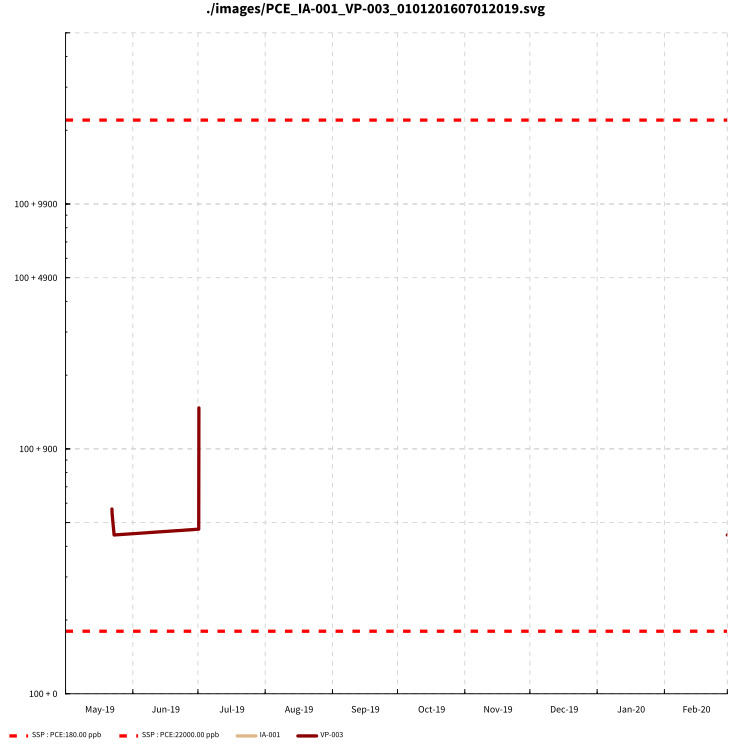 ./images/PCE_IA-001_VP-003_0101201607012019.svg
100 + 9900
100 + 4900
100 + 900
100 + 0
May-19 Jun-19 Jul-19 Aug-19 Sep-19 Oct-19 Nov-19 Dec-19 Jan-20 Feb-20
SSP : PCE:180.00 ppb SSP : PCE:22000.00 ppb IA-001 VP-003